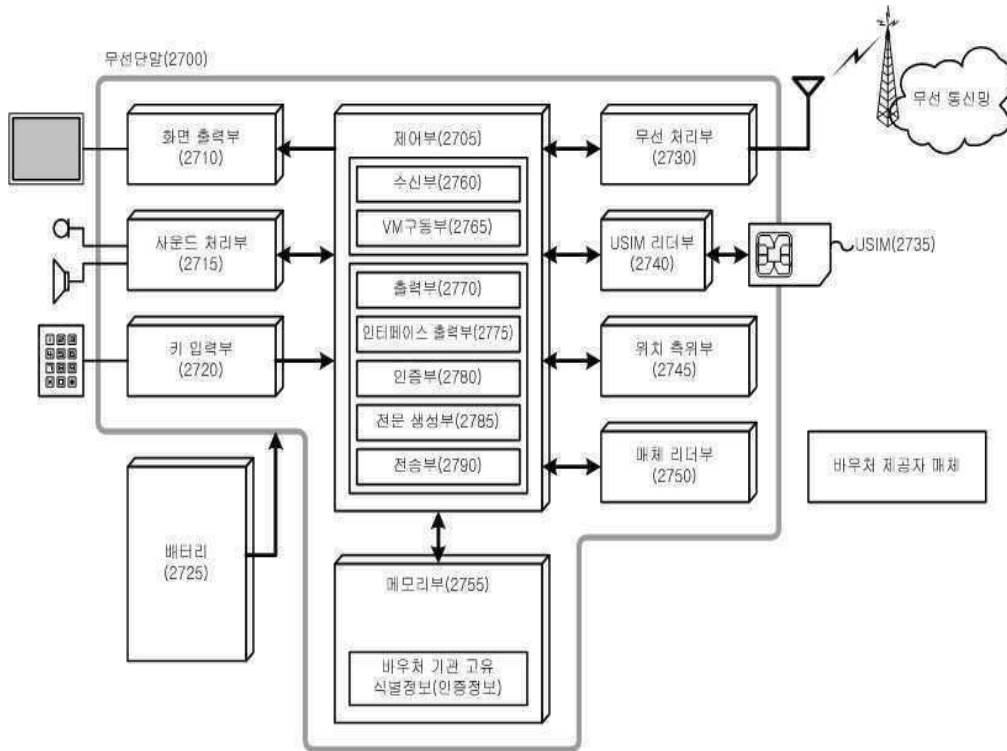 무선단말(2700)
무선 통신망
화면 출력부
(2710)
제어부(2705)
무선 처리부
(2730)
수신부(2760)
VM구동부(2765)
사운드 처리부
(2715)
USIM 리더부
(2740)
USIM(2735)
출력부(2770)
인터페이스 출력부(2775)
키 입력부
(2720)
위치 측위부
(2745)
인증부(2780)
전문 생성부(2785)
전송부(2790)
매체 리더부
(2750)
바우처 제공자 매체
배터리
(2725)
메모리부(2755)
바우처 기관 고유
식별정보(인증정보)